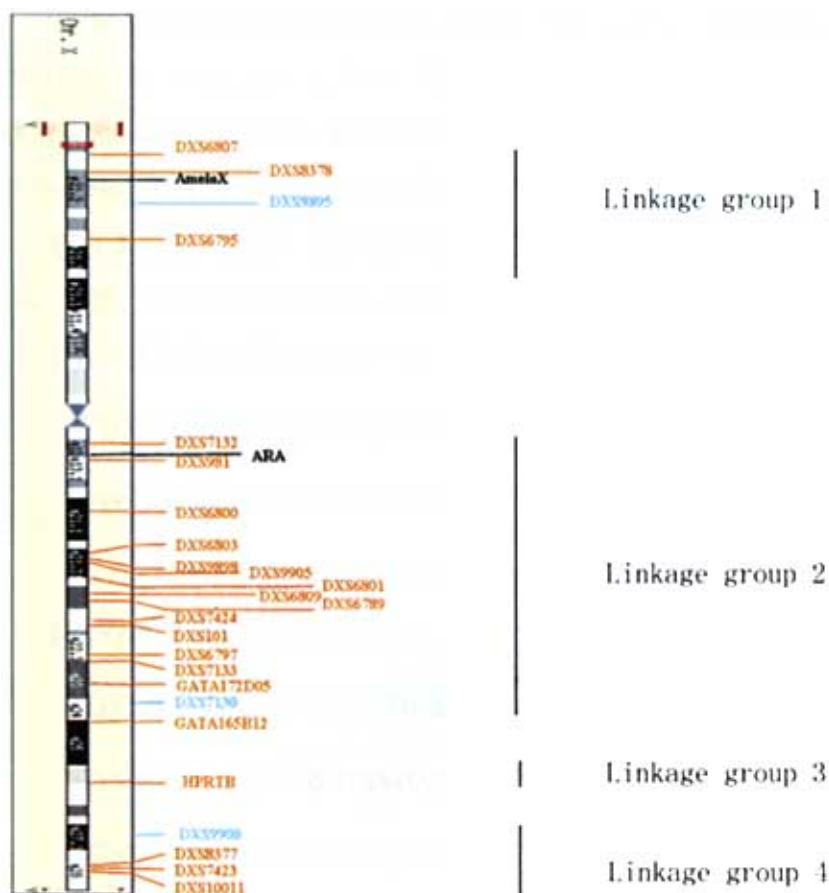 DXS6807
DXS8378
AmelaX
DXS9895
DXS6795
Linkage group 1
DXS7132
ARA
DXS981
DXS6800
DXS6803
DXS9898
DXS9905
DXS6801
DXS6809
DXS6789
DXS7424
DXS101
DXS6797
DXS7133
GATA172D05
DXS7130
GATA165B12
Linkage group 2
HPRTB
Linkage group 3
DXS9908
DXS8377
DXS7423
DXS10011
Linkage group 4